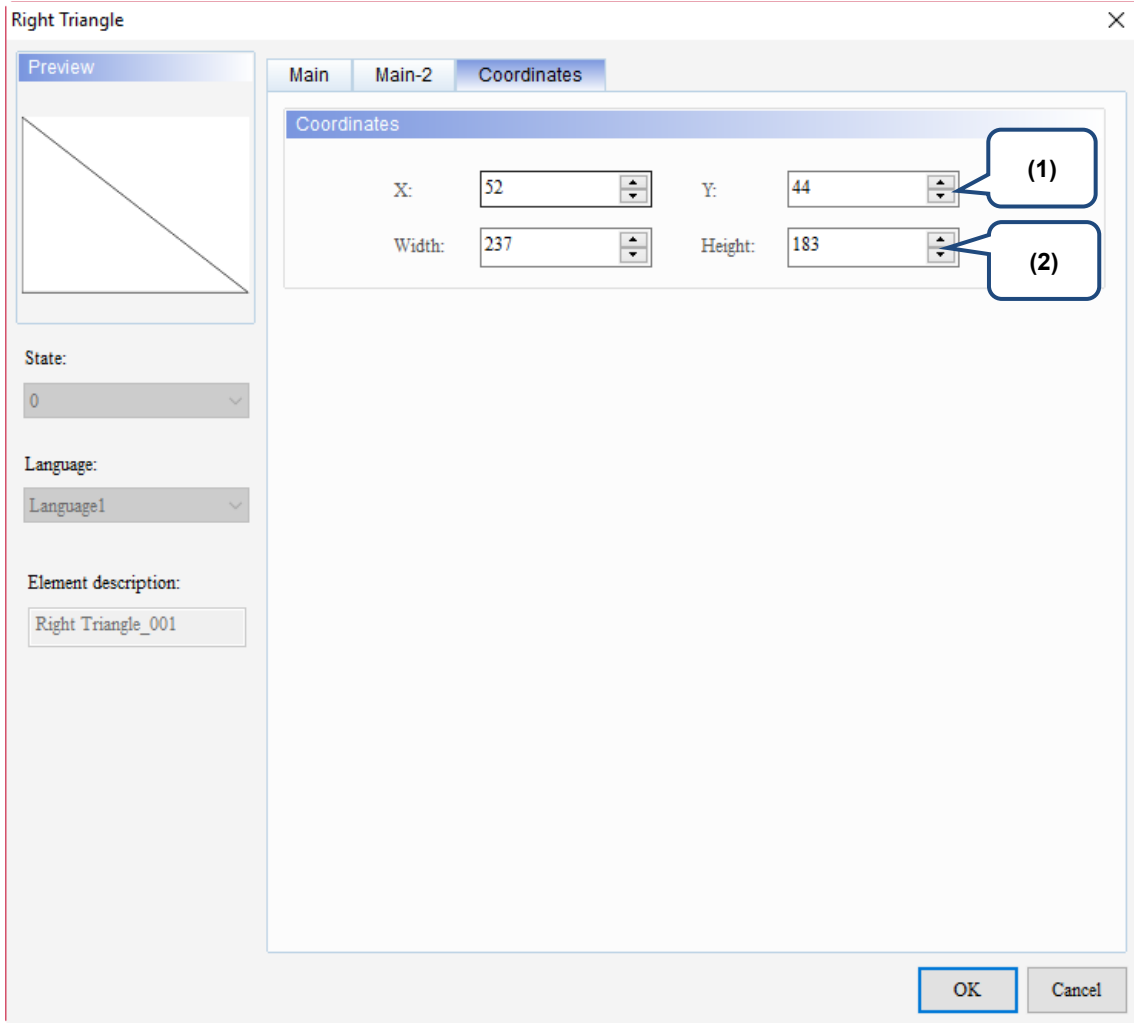 Right Triangle
Preview
Main Main-2 Coordinates
Coordinates
X: 52 Y: 44
(1)
Width: 237 Height: 183
(2)
State:
0
Language:
Language1
Element description:
Right Triangle_001
OK Cancel